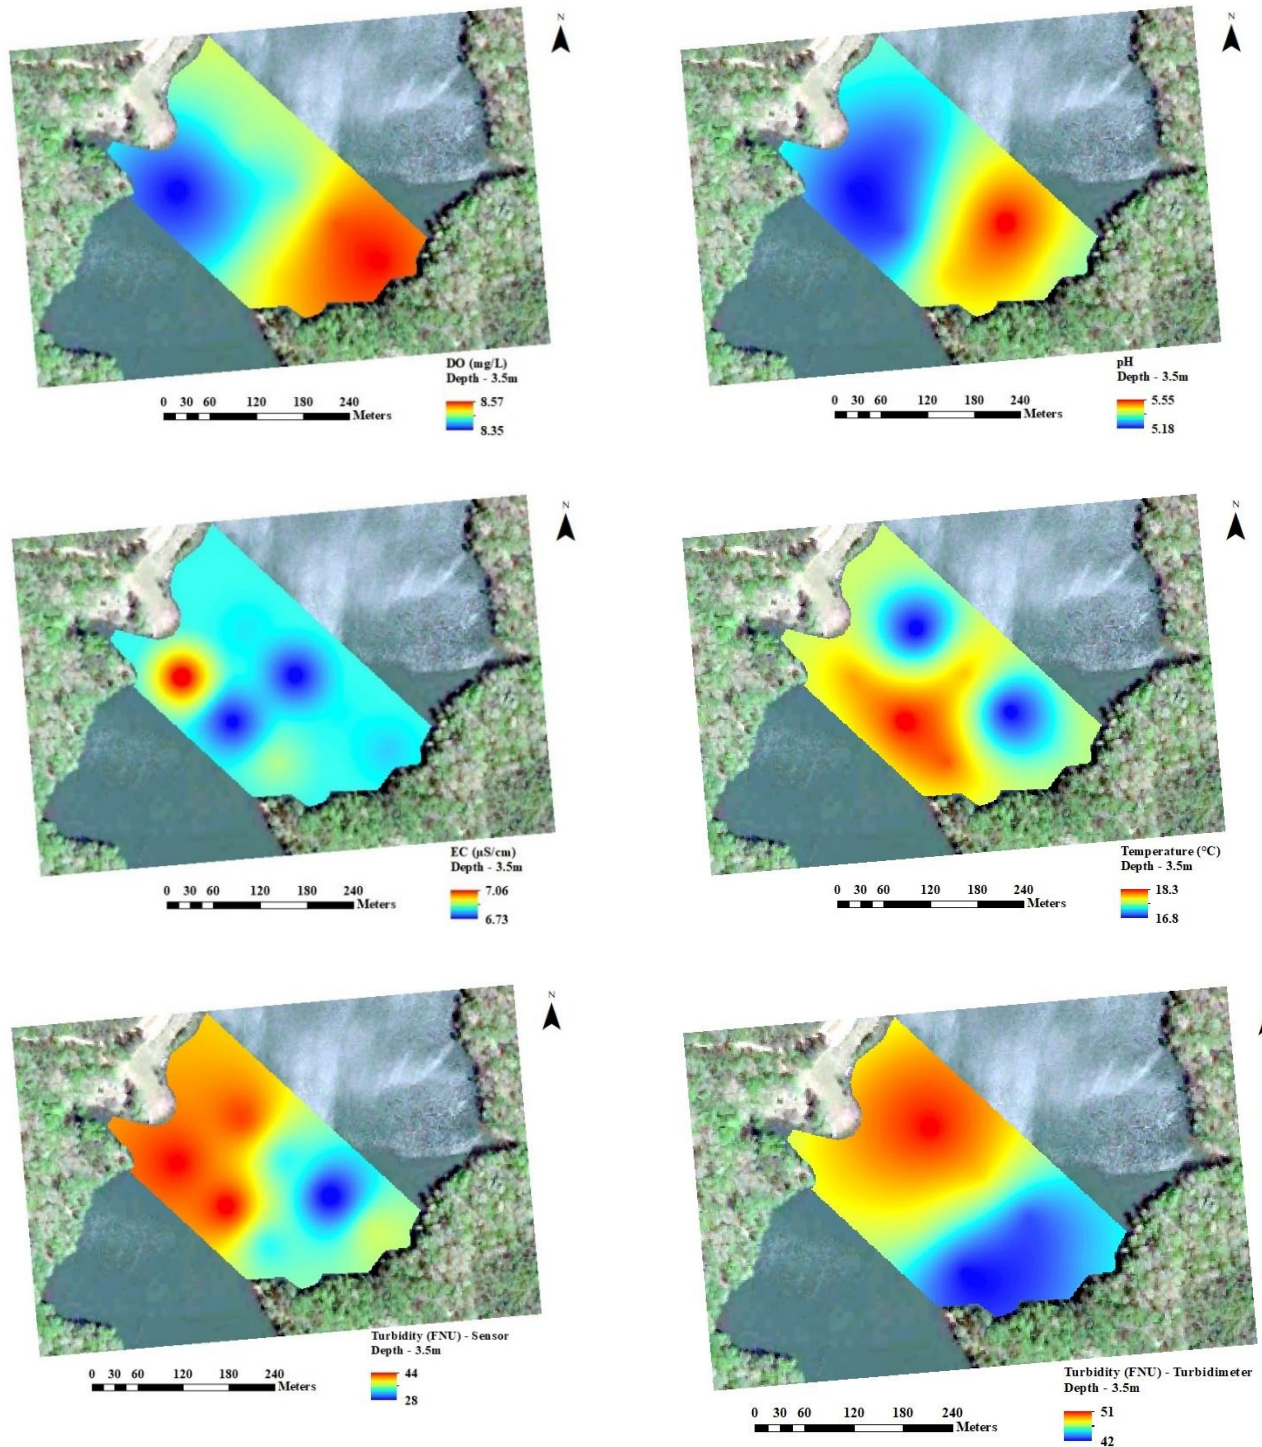 N
DO (mg/L)
Depth - 3.5m
8.57
8.35
0 30 60 120 180 240
Meters
N
pH
Depth - 3.5m
5.55
5.18
0 30 60 120 180 240
Meters
N
EC (µS/cm)
Depth - 3.5m
7.06
6.73
0 30 60 120 180 240
Meters
N
Temperature (°C)
Depth - 3.5m
18.3
16.8
0 30 60 120 180 240
Meters
N
Turbidity (FNU) - Sensor
Depth - 3.5m
44
28
0 30 60 120 180 240
Meters
Turbidity (FNU) - Turbidimeter
Depth - 3.5m
51
42
0 30 60 120 180 240
Meters